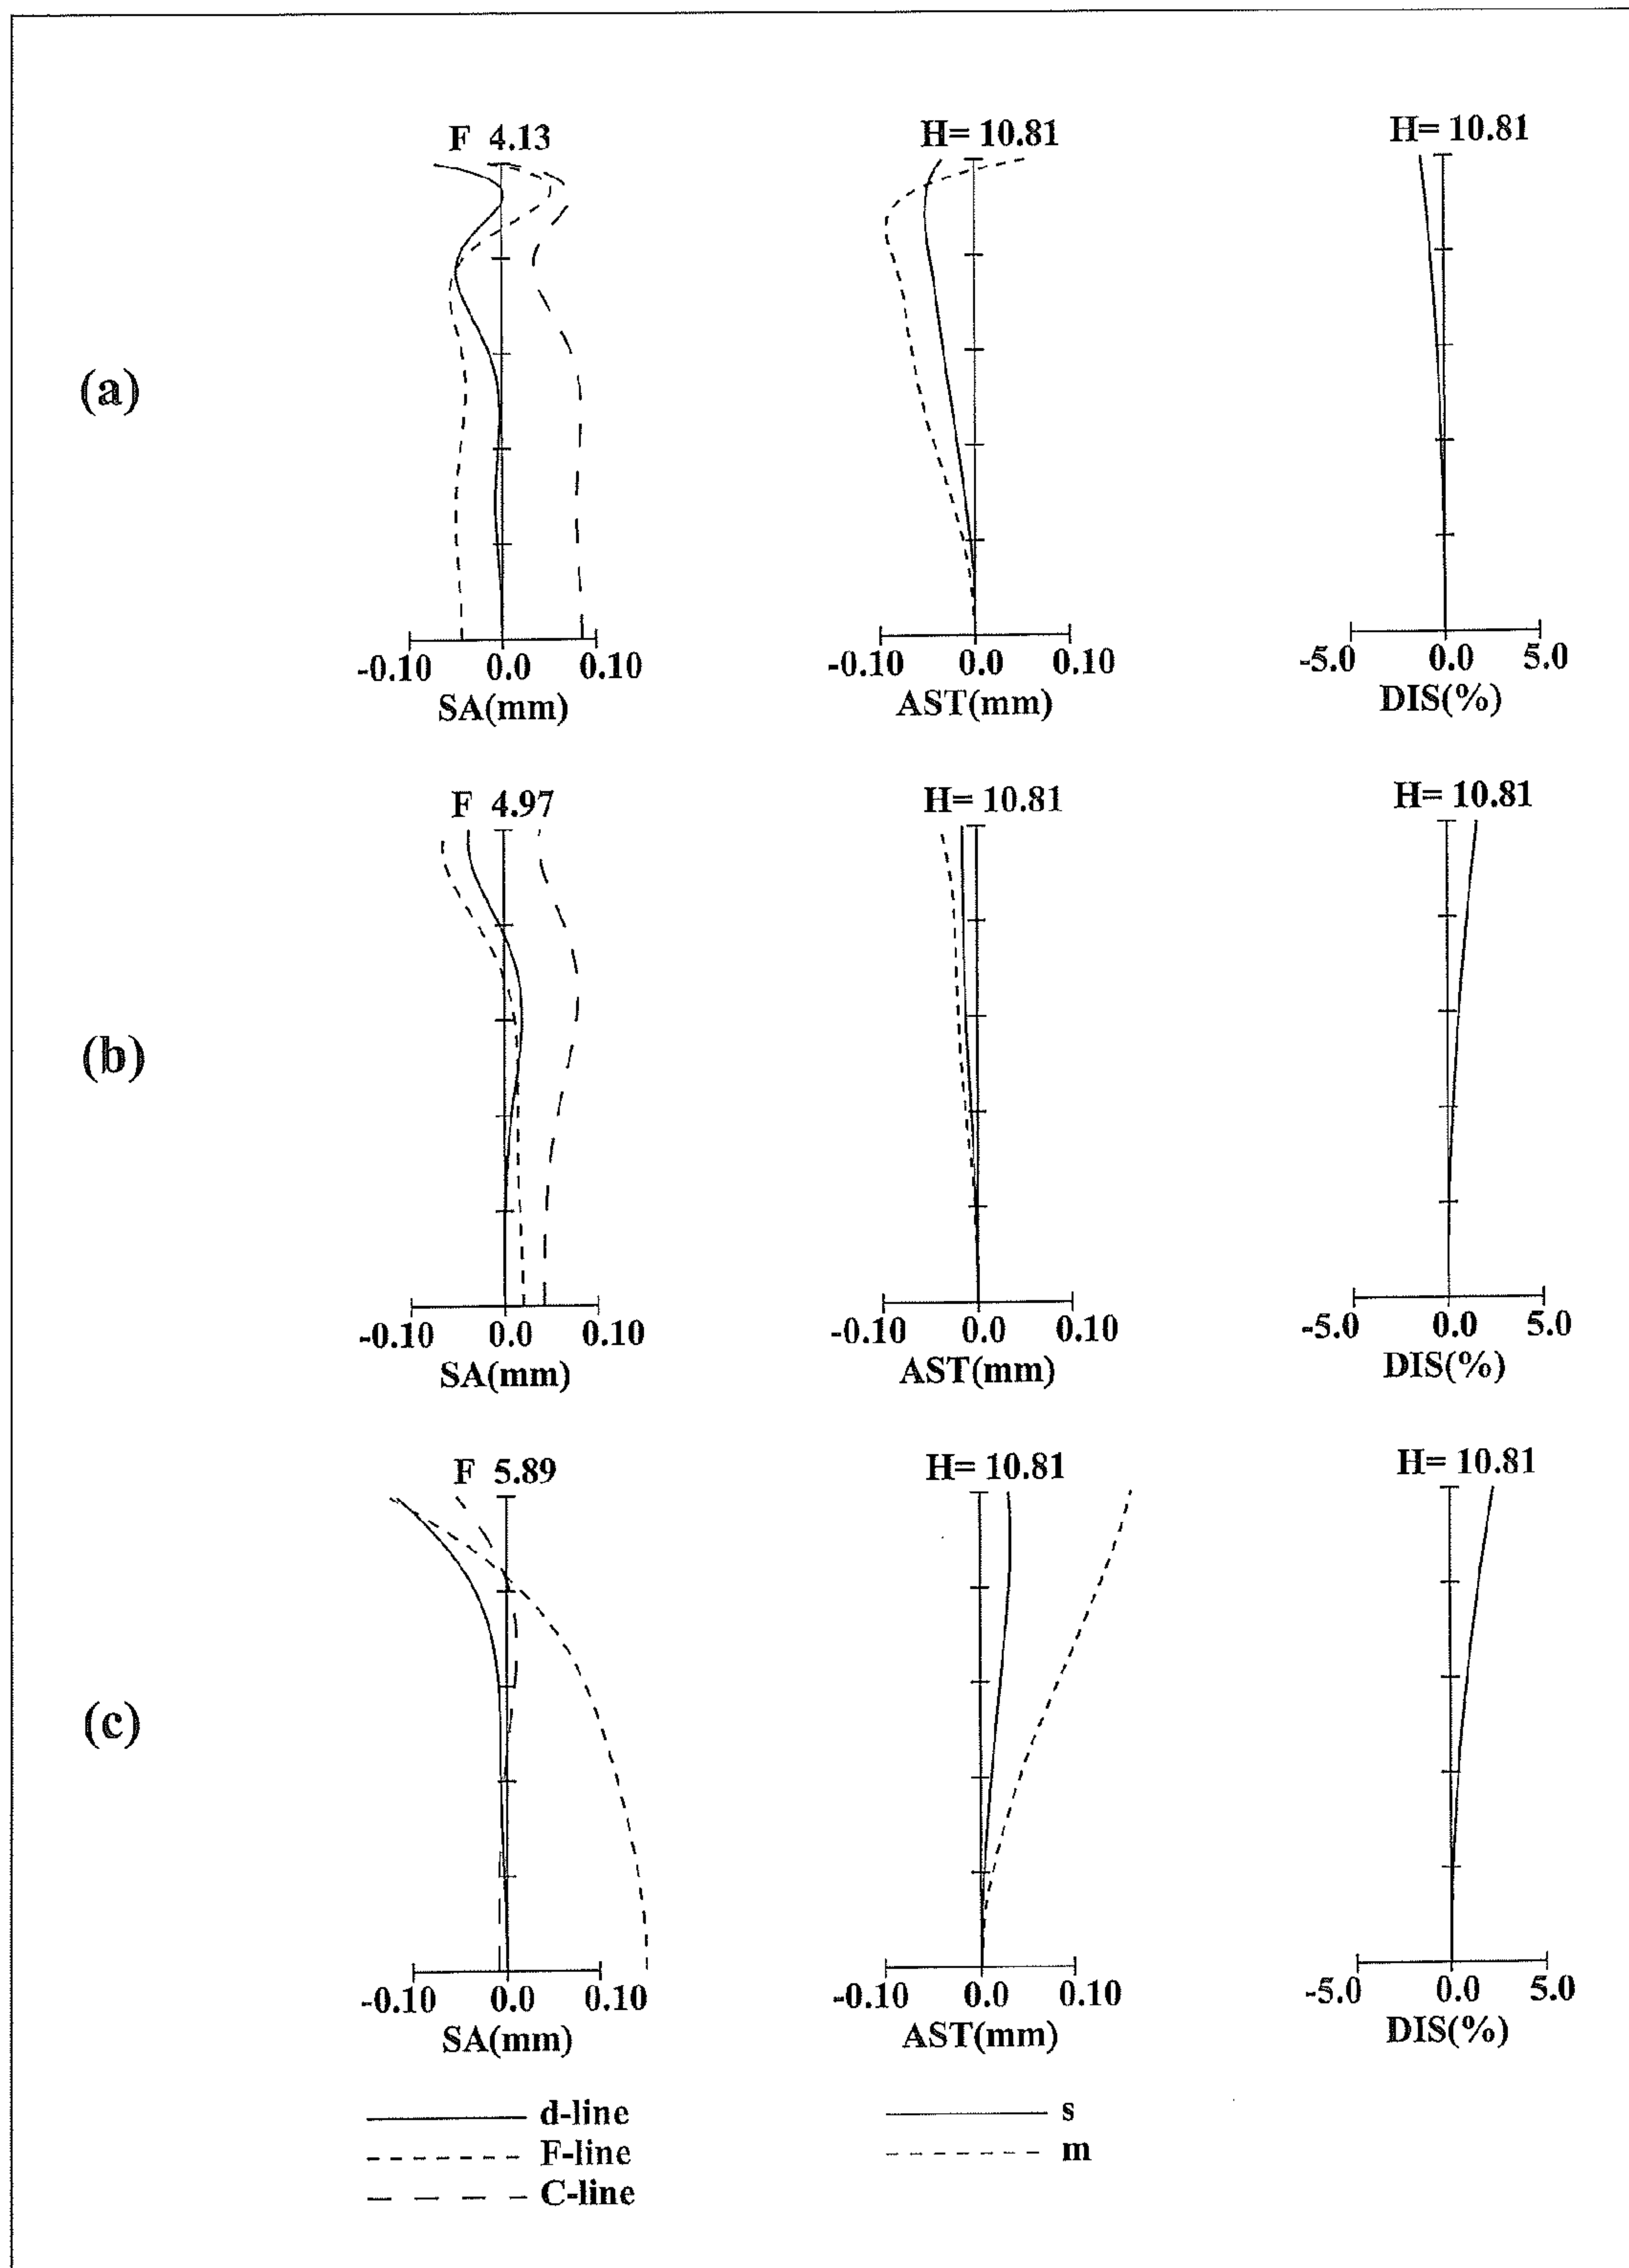 F 4.13 H= 10.81 H= 10.81
(a)
-0.10 0.0 0.10 -0.10 0.0 0.10 -5.0 0.0 5.0
SA(mm) AST(mm) DIS(%)
F 4.97 H= 10.81 H= 10.81
(b)
-0.10 0.0 0.10 -0.10 0.0 0.10 -5.0 0.0 5.0
SA(mm) AST(mm) DIS(%)
F 5.89 H= 10.81 H= 10.81
(c)
-0.10 0.0 0.10 -0.10 0.0 0.10 -5.0 0.0 5.0
SA(mm) AST(mm) DIS(%)
d-line s
F-line m
C-line